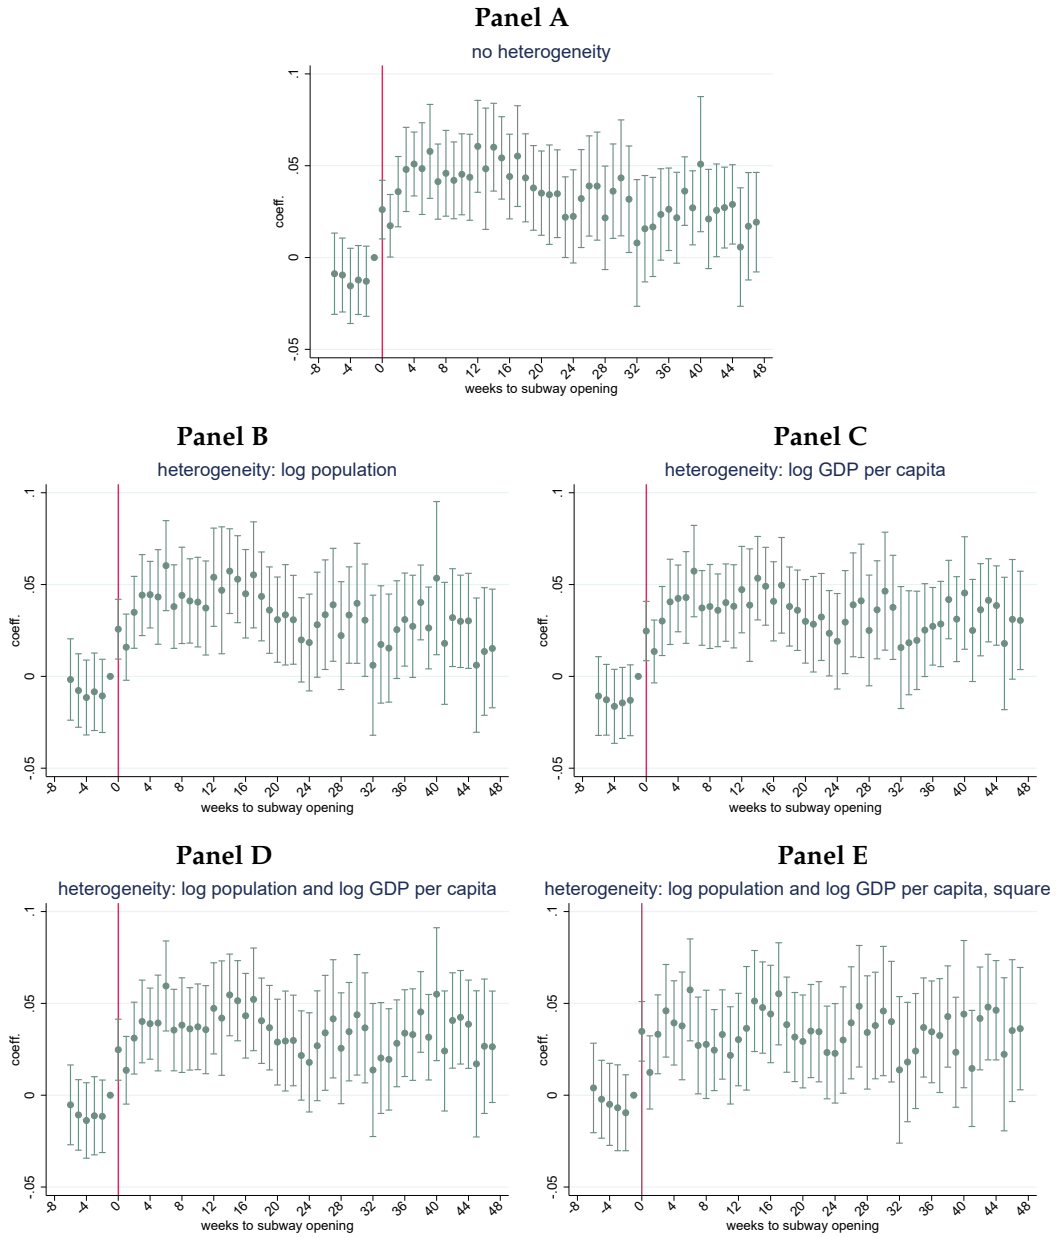 Panel A
no heterogeneity
.1
.05
0
-.05
coeff.
-8 -4 0 4 8 12 16 20 24 28 32 36 40 44 48
weeks to subway opening
Panel B
heterogeneity: log population
.1
.05
0
-.05
coeff.
-8 -4 0 4 8 12 16 20 24 28 32 36 40 44 48
weeks to subway opening
Panel C
heterogeneity: log GDP per capita
.1
.05
0
-.05
coeff.
-8 -4 0 4 8 12 16 20 24 28 32 36 40 44 48
weeks to subway opening
Panel D
heterogeneity: log population and log GDP per capita
.1
.05
0
-.05
coeff.
-8 -4 0 4 8 12 16 20 24 28 32 36 40 44 48
weeks to subway opening
Panel E
heterogeneity: log population and log GDP per capita, square
.1
.05
0
-.05
coeff.
-8 -4 0 4 8 12 16 20 24 28 32 36 40 44 48
weeks to subway opening